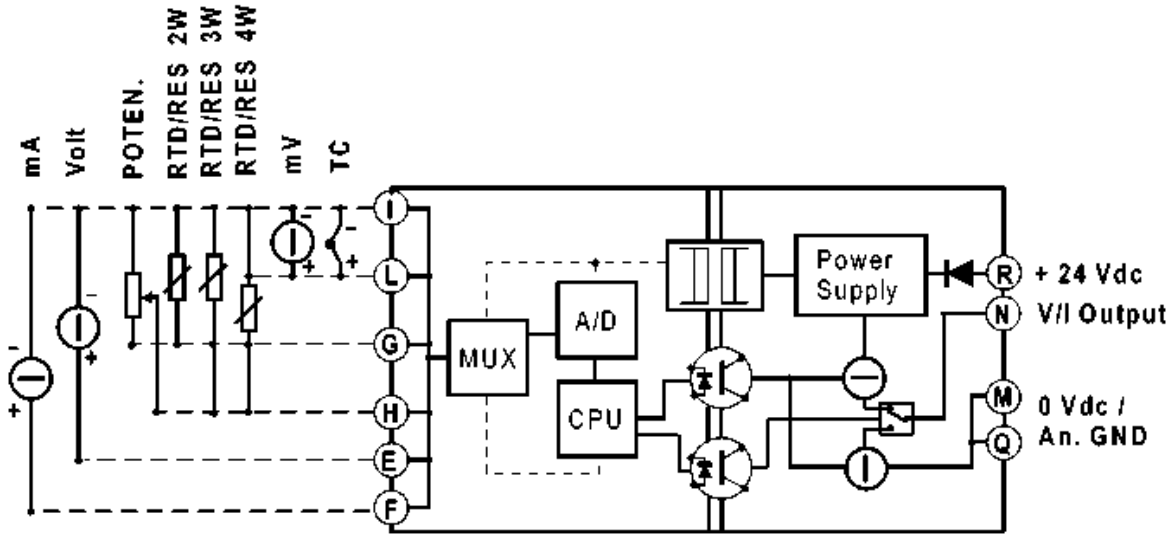 mA
Volt
POTEN.
RTD/RES 2W
RTD/RES 3W
RTD/RES 4W
mV
TC
I
L
G
H
E
F
MUX
A/D
CPU
Power
Supply
R
+ 24 Vdc
N
V/I Output
M
0 Vdc /
Q
An. GND